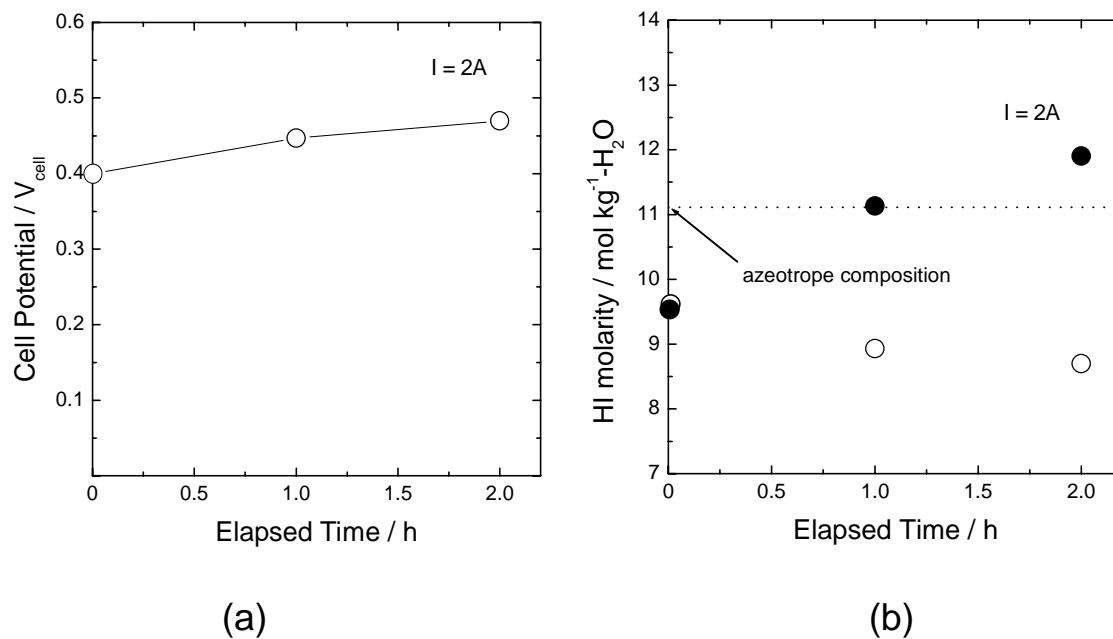 0.6
0.5
0.4
0.3
0.2
0.1
0
0.5
1.0
1.5
2.0
I = 2A
Cell Potential / V_cell
Elapsed Time / h
(a)
14
13
12
11
10
9
8
7
0
0.5
1.0
1.5
2.0
I = 2A
azeotrope composition
HI molarity / mol kg⁻¹-H₂O
Elapsed Time / h
(b)